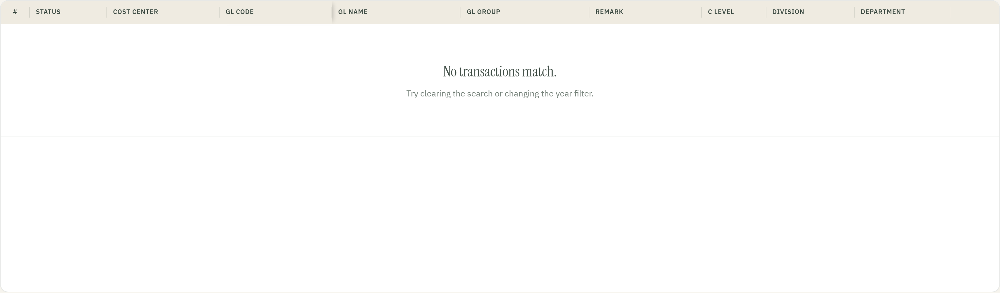 # STATUS COST CENTER GL CODE GL NAME GL GROUP REMARK C LEVEL DIVISION DEPARTMENT
No transactions match.
Try clearing the search or changing the year filter.